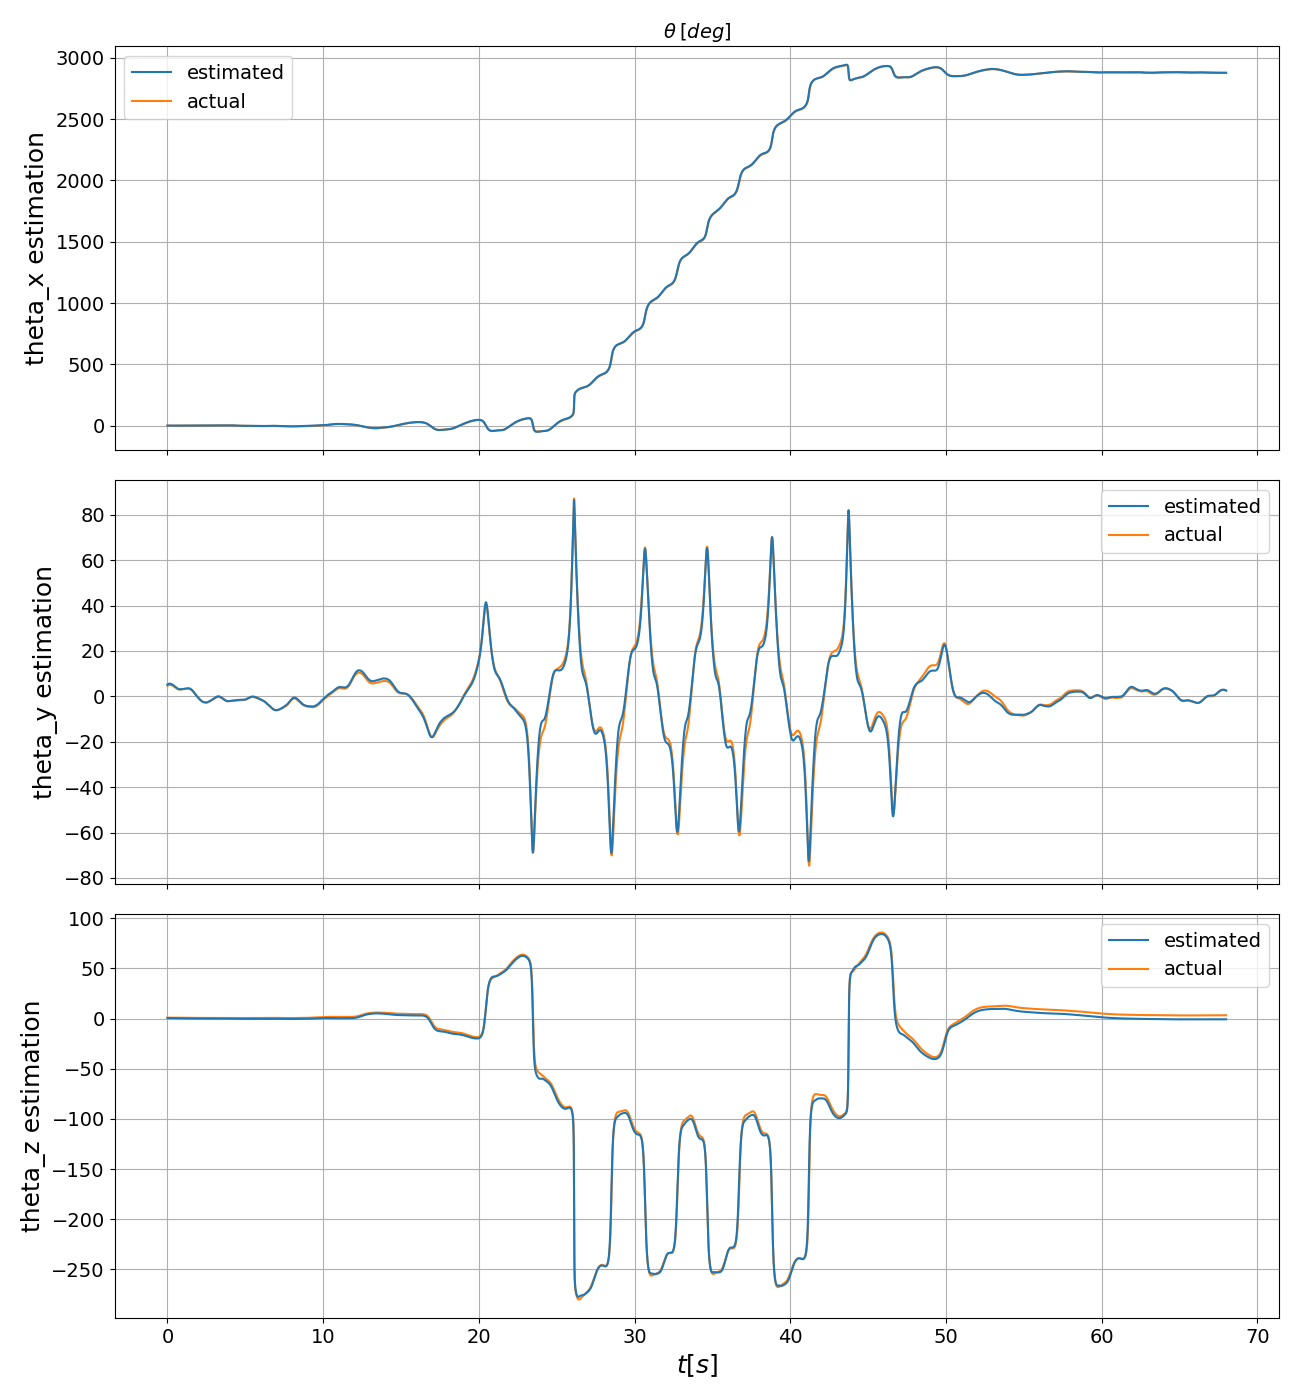 θ [deg]
3000
2500
2000
1500
1000
500
0
theta_x estimation
estimated
actual
80
60
40
20
0
−20
−40
−60
−80
theta_y estimation
estimated
actual
100
50
0
−50
−100
−150
−200
−250
theta_z estimation
estimated
actual
0 10 20 30 40 50 60 70
t[s]